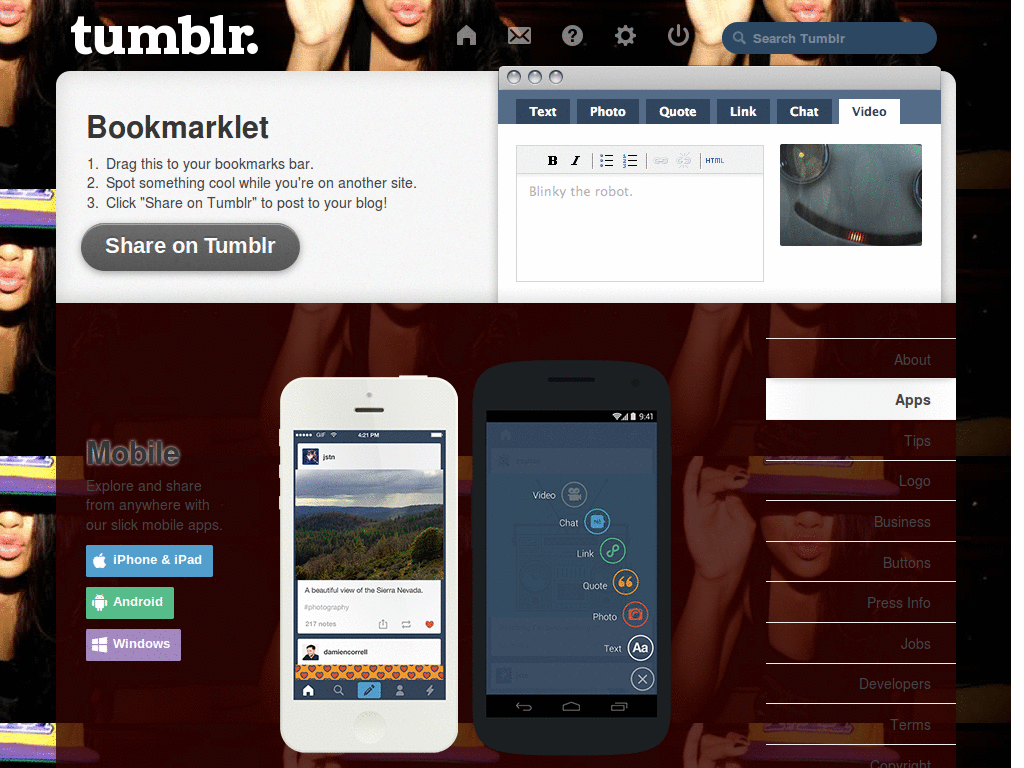 tumblr.
?
Search Tumblr
Bookmarklet
1. Drag this to your bookmarks bar.
2. Spot something cool while you're on another site.
3. Click "Share on Tumblr" to post to your blog!
Share on Tumblr
Text Photo Quote Link Chat Video
B I HTML
Blinky the robot.
Mobile
Explore and share
from anywhere with
our slick mobile apps.
iPhone & iPad
Android
Windows
GIF 4:21 PM
jstn
A beautiful view of the Sierra Nevada.
#photography
217 notes
damiencorrell
9:41
Video
Chat
Link
Quote
Photo
Text Aa
About
Apps
Tips
Logo
Business
Buttons
Press Info
Jobs
Developers
Terms
Copyright